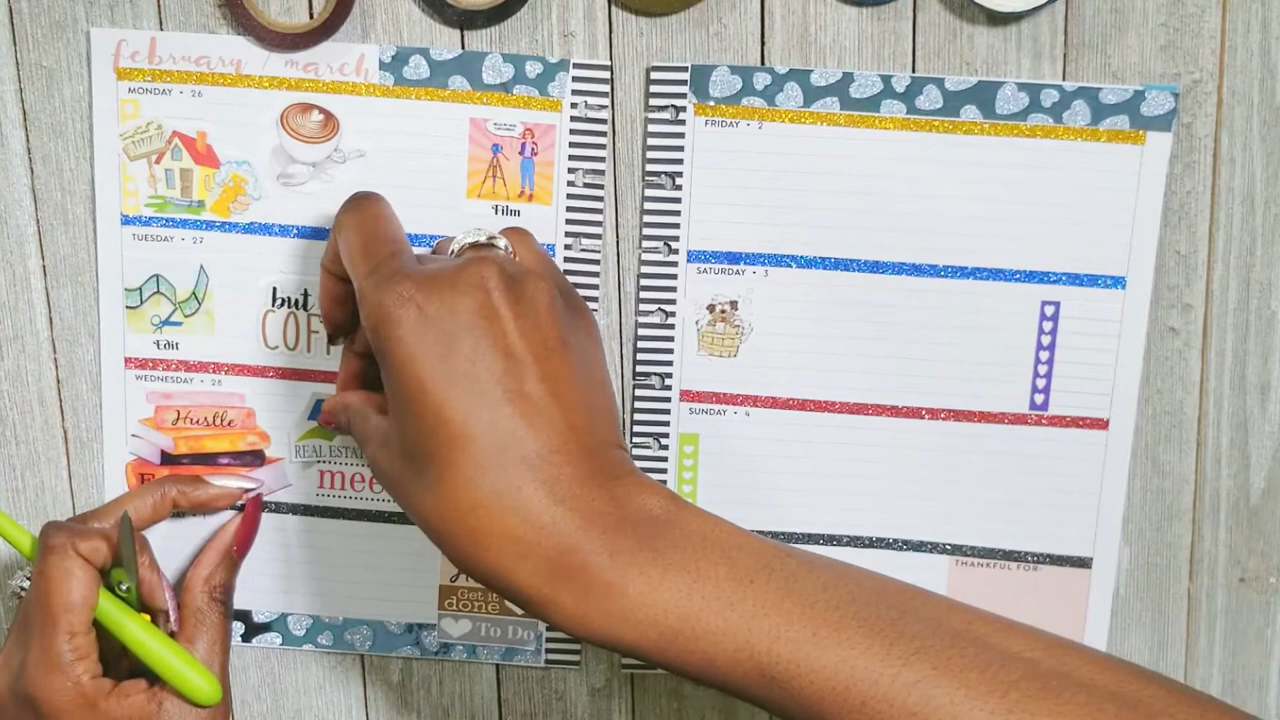 february / march
MONDAY • 26
Film
TUESDAY • 27
but
Edit
WEDNESDAY • 28
Hustle
REAL ESTAT
mee
Get it
done
To Do
FRIDAY • 2
SATURDAY • 3
SUNDAY • 4
THANKFUL FOR: